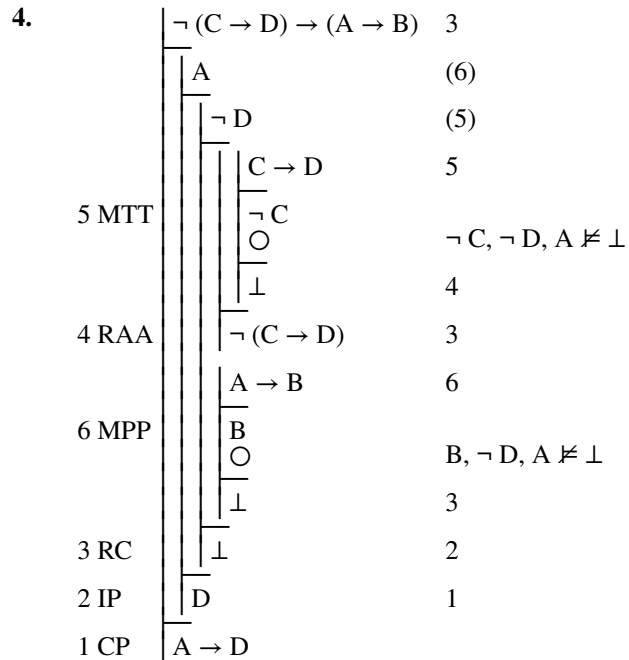 4.
¬ (C → D) → (A → B) 3
A (6)
¬ D (5)
C → D 5
5 MTT ¬ C
○ ¬ C, ¬ D, A ⊭ ⊥
⊥ 4
4 RAA ¬ (C → D) 3
A → B 6
6 MPP B
○ B, ¬ D, A ⊭ ⊥
⊥ 3
3 RC ⊥ 2
2 IP D 1
1 CP A → D